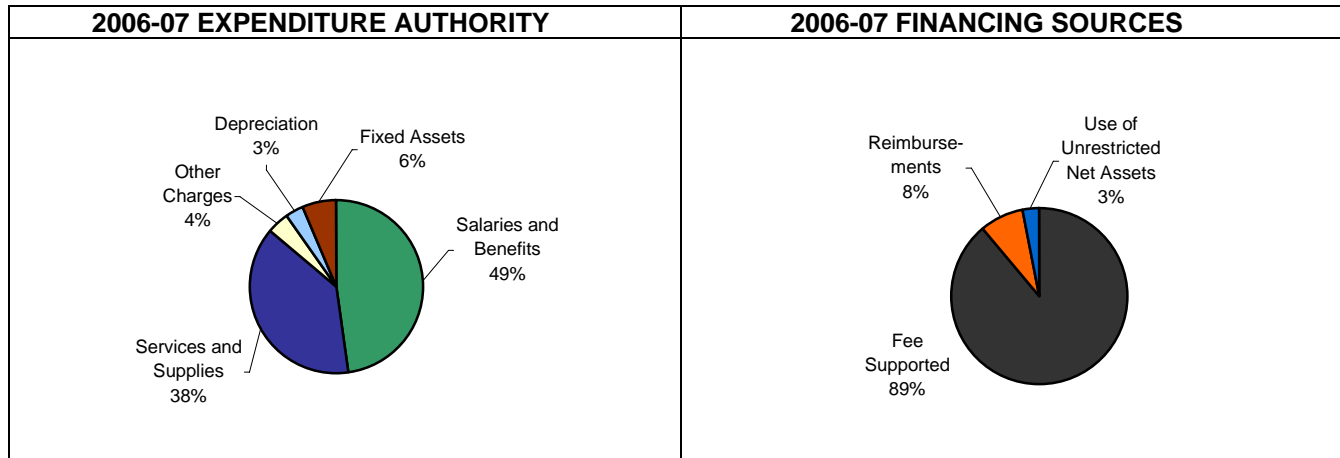 2006-07 EXPENDITURE AUTHORITY
Depreciation
3%
Fixed Assets
6%
Other
Charges
4%
Salaries and
Benefits
49%
Services and
Supplies
38%
2006-07 FINANCING SOURCES
Reimburse-
ments
8%
Use of
Unrestricted
Net Assets
3%
Fee
Supported
89%